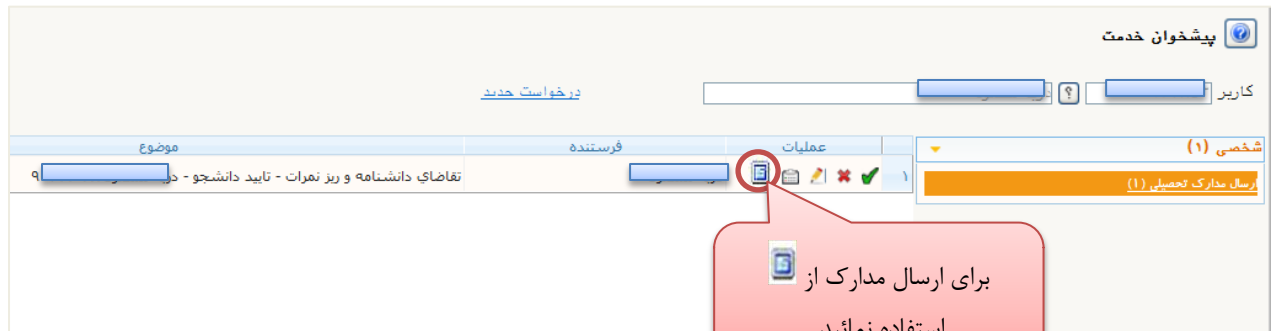 پیشخوان خدمت
کاربر
درخواست جدید
شخصی (۱)
ارسال مدارک تحصیلی (۱)
عملیات فرستنده موضوع
۱ تقاضای دانشنامه و ریز نمرات - تایید دانشجو - ۹
برای ارسال مدارک از
استفاده نمائید